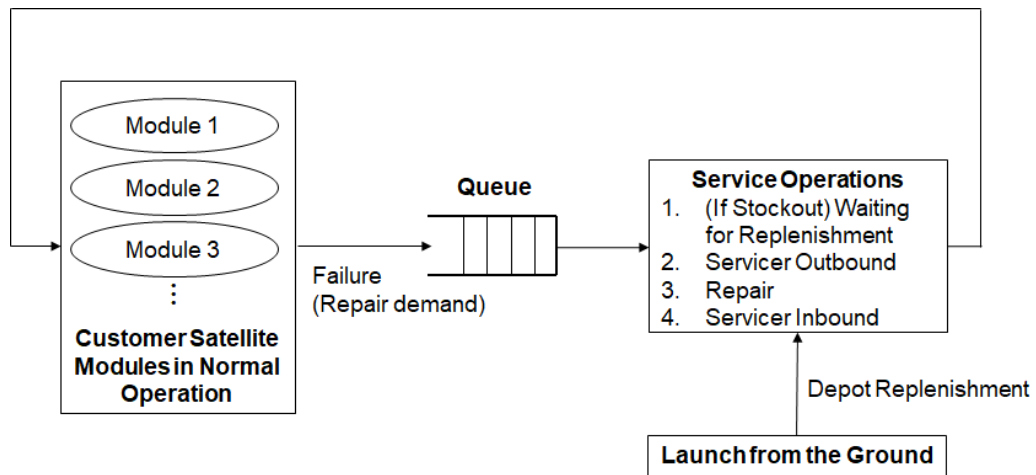 Module 1
Module 2
Module 3
⋮
Customer Satellite
Modules in Normal
Operation
Failure
(Repair demand)
Queue
Service Operations
1. (If Stockout) Waiting
for Replenishment
2. Servicer Outbound
3. Repair
4. Servicer Inbound
Depot Replenishment
Launch from the Ground